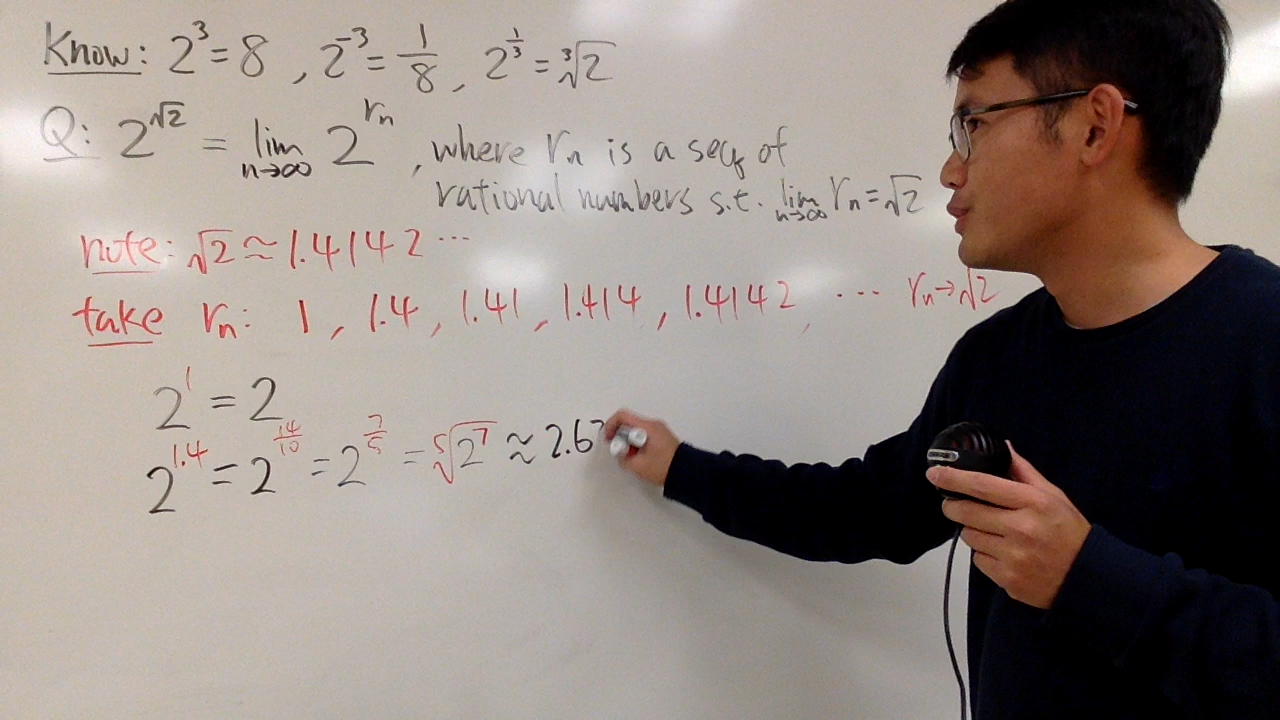 Know: 2³ = 8 , 2⁻³ = 1/8 , 2^(1/3) = ³√2
Q: 2^√2 = lim n→∞ 2^rn , where rn is a seq of
rational numbers s.t. lim n→∞ rn = √2
note: √2 ≈ 1.4142 ...
take rn: 1 , 1.4 , 1.41 , 1.414 , 1.4142 , ... rn→√2
2^1 = 2
2^1.4 = 2^(14/10) = 2^(7/5) = ⁵√2⁷ ≈ 2.6